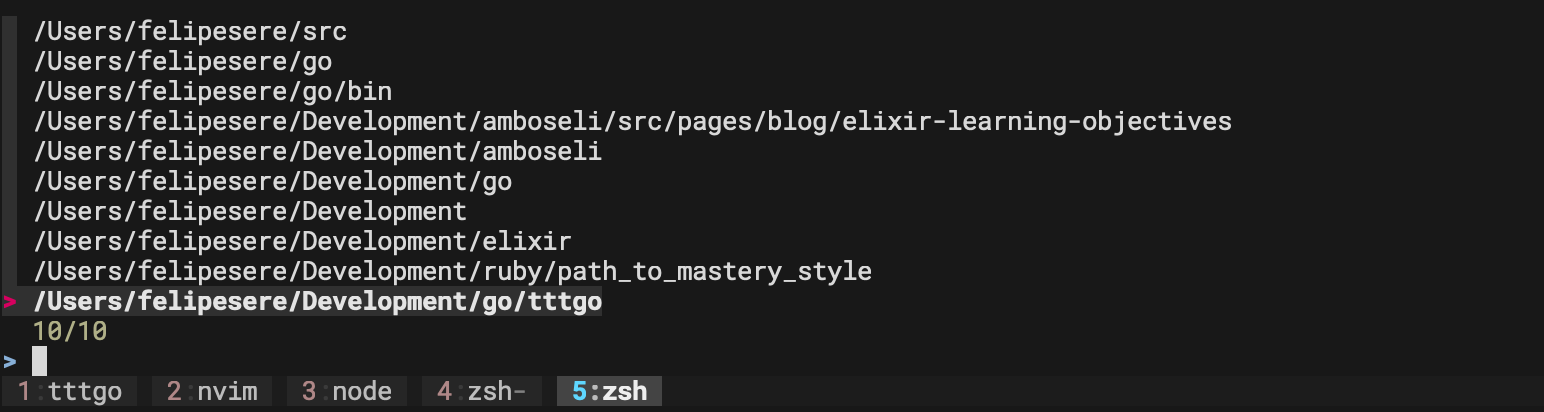 /Users/felipesere/src
/Users/felipesere/go
/Users/felipesere/go/bin
/Users/felipesere/Development/amboseli/src/pages/blog/elixir-learning-objectives
/Users/felipesere/Development/amboseli
/Users/felipesere/Development/go
/Users/felipesere/Development
/Users/felipesere/Development/elixir
/Users/felipesere/Development/ruby/path_to_mastery_style
> /Users/felipesere/Development/go/tttgo
10/10
>
1:tttgo 2:nvim 3:node 4:zsh- 5:zsh